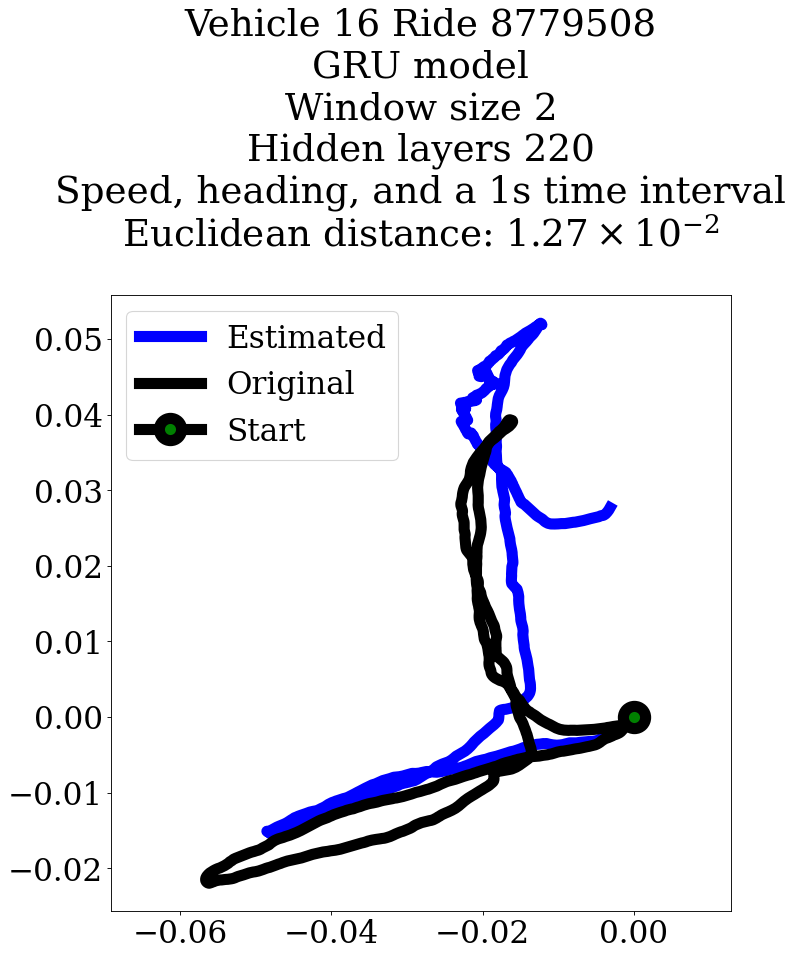 Vehicle 16 Ride 8779508
GRU model
Window size 2
Hidden layers 220
Speed, heading, and a 1s time interval
Euclidean distance: 1.27 × 10⁻²
Estimated
Original
Start
0.05
0.04
0.03
0.02
0.01
0.00
−0.01
−0.02
−0.06 −0.04 −0.02 0.00